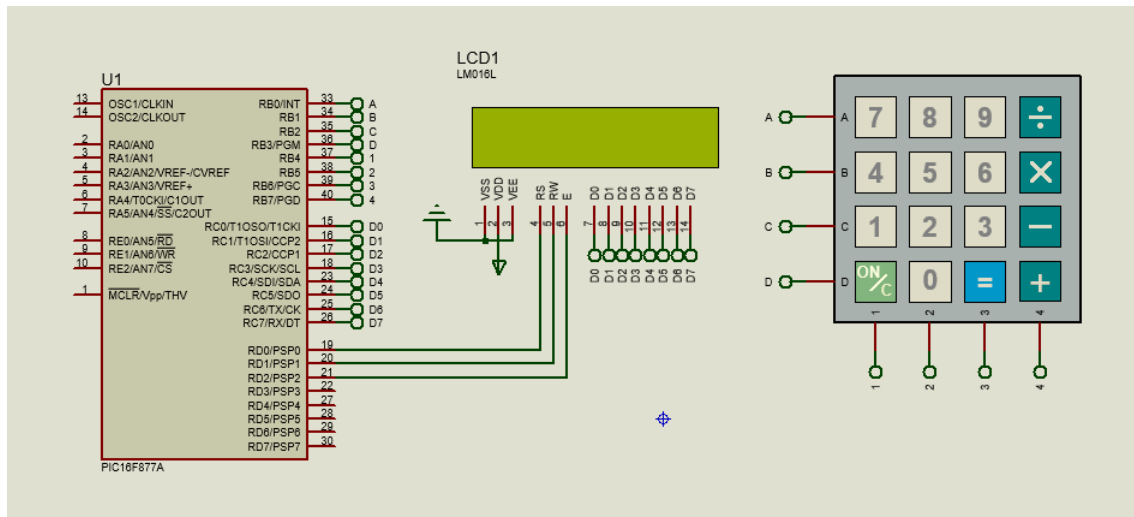 U1
13 OSC1/CLKIN RB0/INT 33 A
14 OSC2/CLKOUT RB1 34 B
RB2 35 C
2 RA0/AN0 RB3/PGM 36 D
3 RA1/AN1 RB4 37 1
4 RA2/AN2/VREF-/CVREF RB5 38 2
5 RA3/AN3/VREF+ RB6/PGC 39 3
6 RA4/T0CKI/C1OUT RB7/PGD 40 4
7 RA5/AN4/SS/C2OUT
RC0/T1OSO/T1CKI 15 D0
8 RE0/AN5/RD RC1/T1OSI/CCP2 16 D1
9 RE1/AN6/WR RC2/CCP1 17 D2
10 RE2/AN7/CS RC3/SCK/SCL 18 D3
RC4/SDI/SDA 23 D4
1 MCLR/Vpp/THV RC5/SDO 24 D5
RC6/TX/CK 25 D6
RC7/RX/DT 26 D7
RD0/PSP0 19
RD1/PSP1 20
RD2/PSP2 21
RD3/PSP3 22
RD4/PSP4 27
RD5/PSP5 28
RD6/PSP6 29
RD7/PSP7 30
PIC16F877A
LCD1
LM016L
VSS VDD VEE RS RW E D0 D1 D2 D3 D4 D5 D6 D7
1 2 3 4 5 6 7 8 9 10 11 12 13 14
D0 D1 D2 D3 D4 D5 D6 D7
A A 7 8 9 ÷
B B 4 5 6 ×
C C 1 2 3 −
D D ON/C 0 = +
1 2 3 4
1 2 3 4